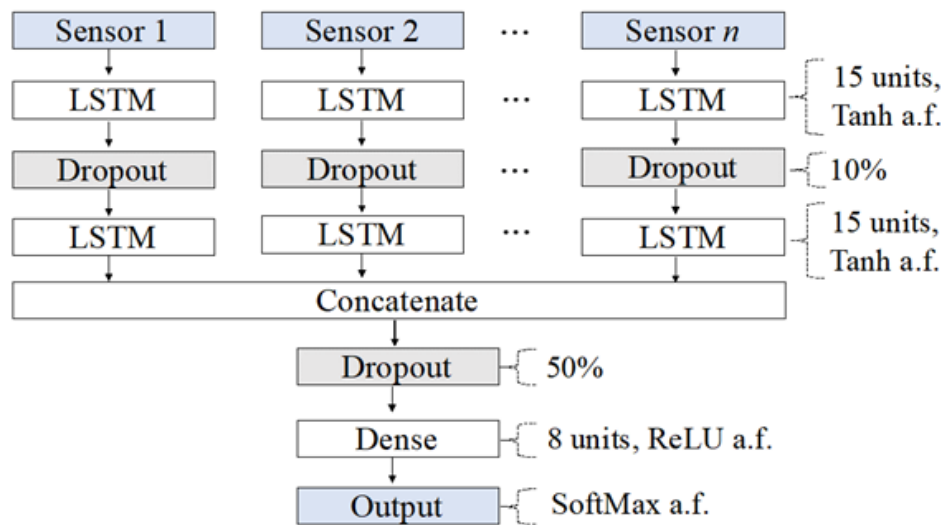 Sensor 1 Sensor 2 ... Sensor n
LSTM LSTM ... LSTM 15 units,
Tanh a.f.
Dropout Dropout ... Dropout 10%
LSTM LSTM ... LSTM 15 units,
Tanh a.f.
Concatenate
Dropout 50%
Dense 8 units, ReLU a.f.
Output SoftMax a.f.